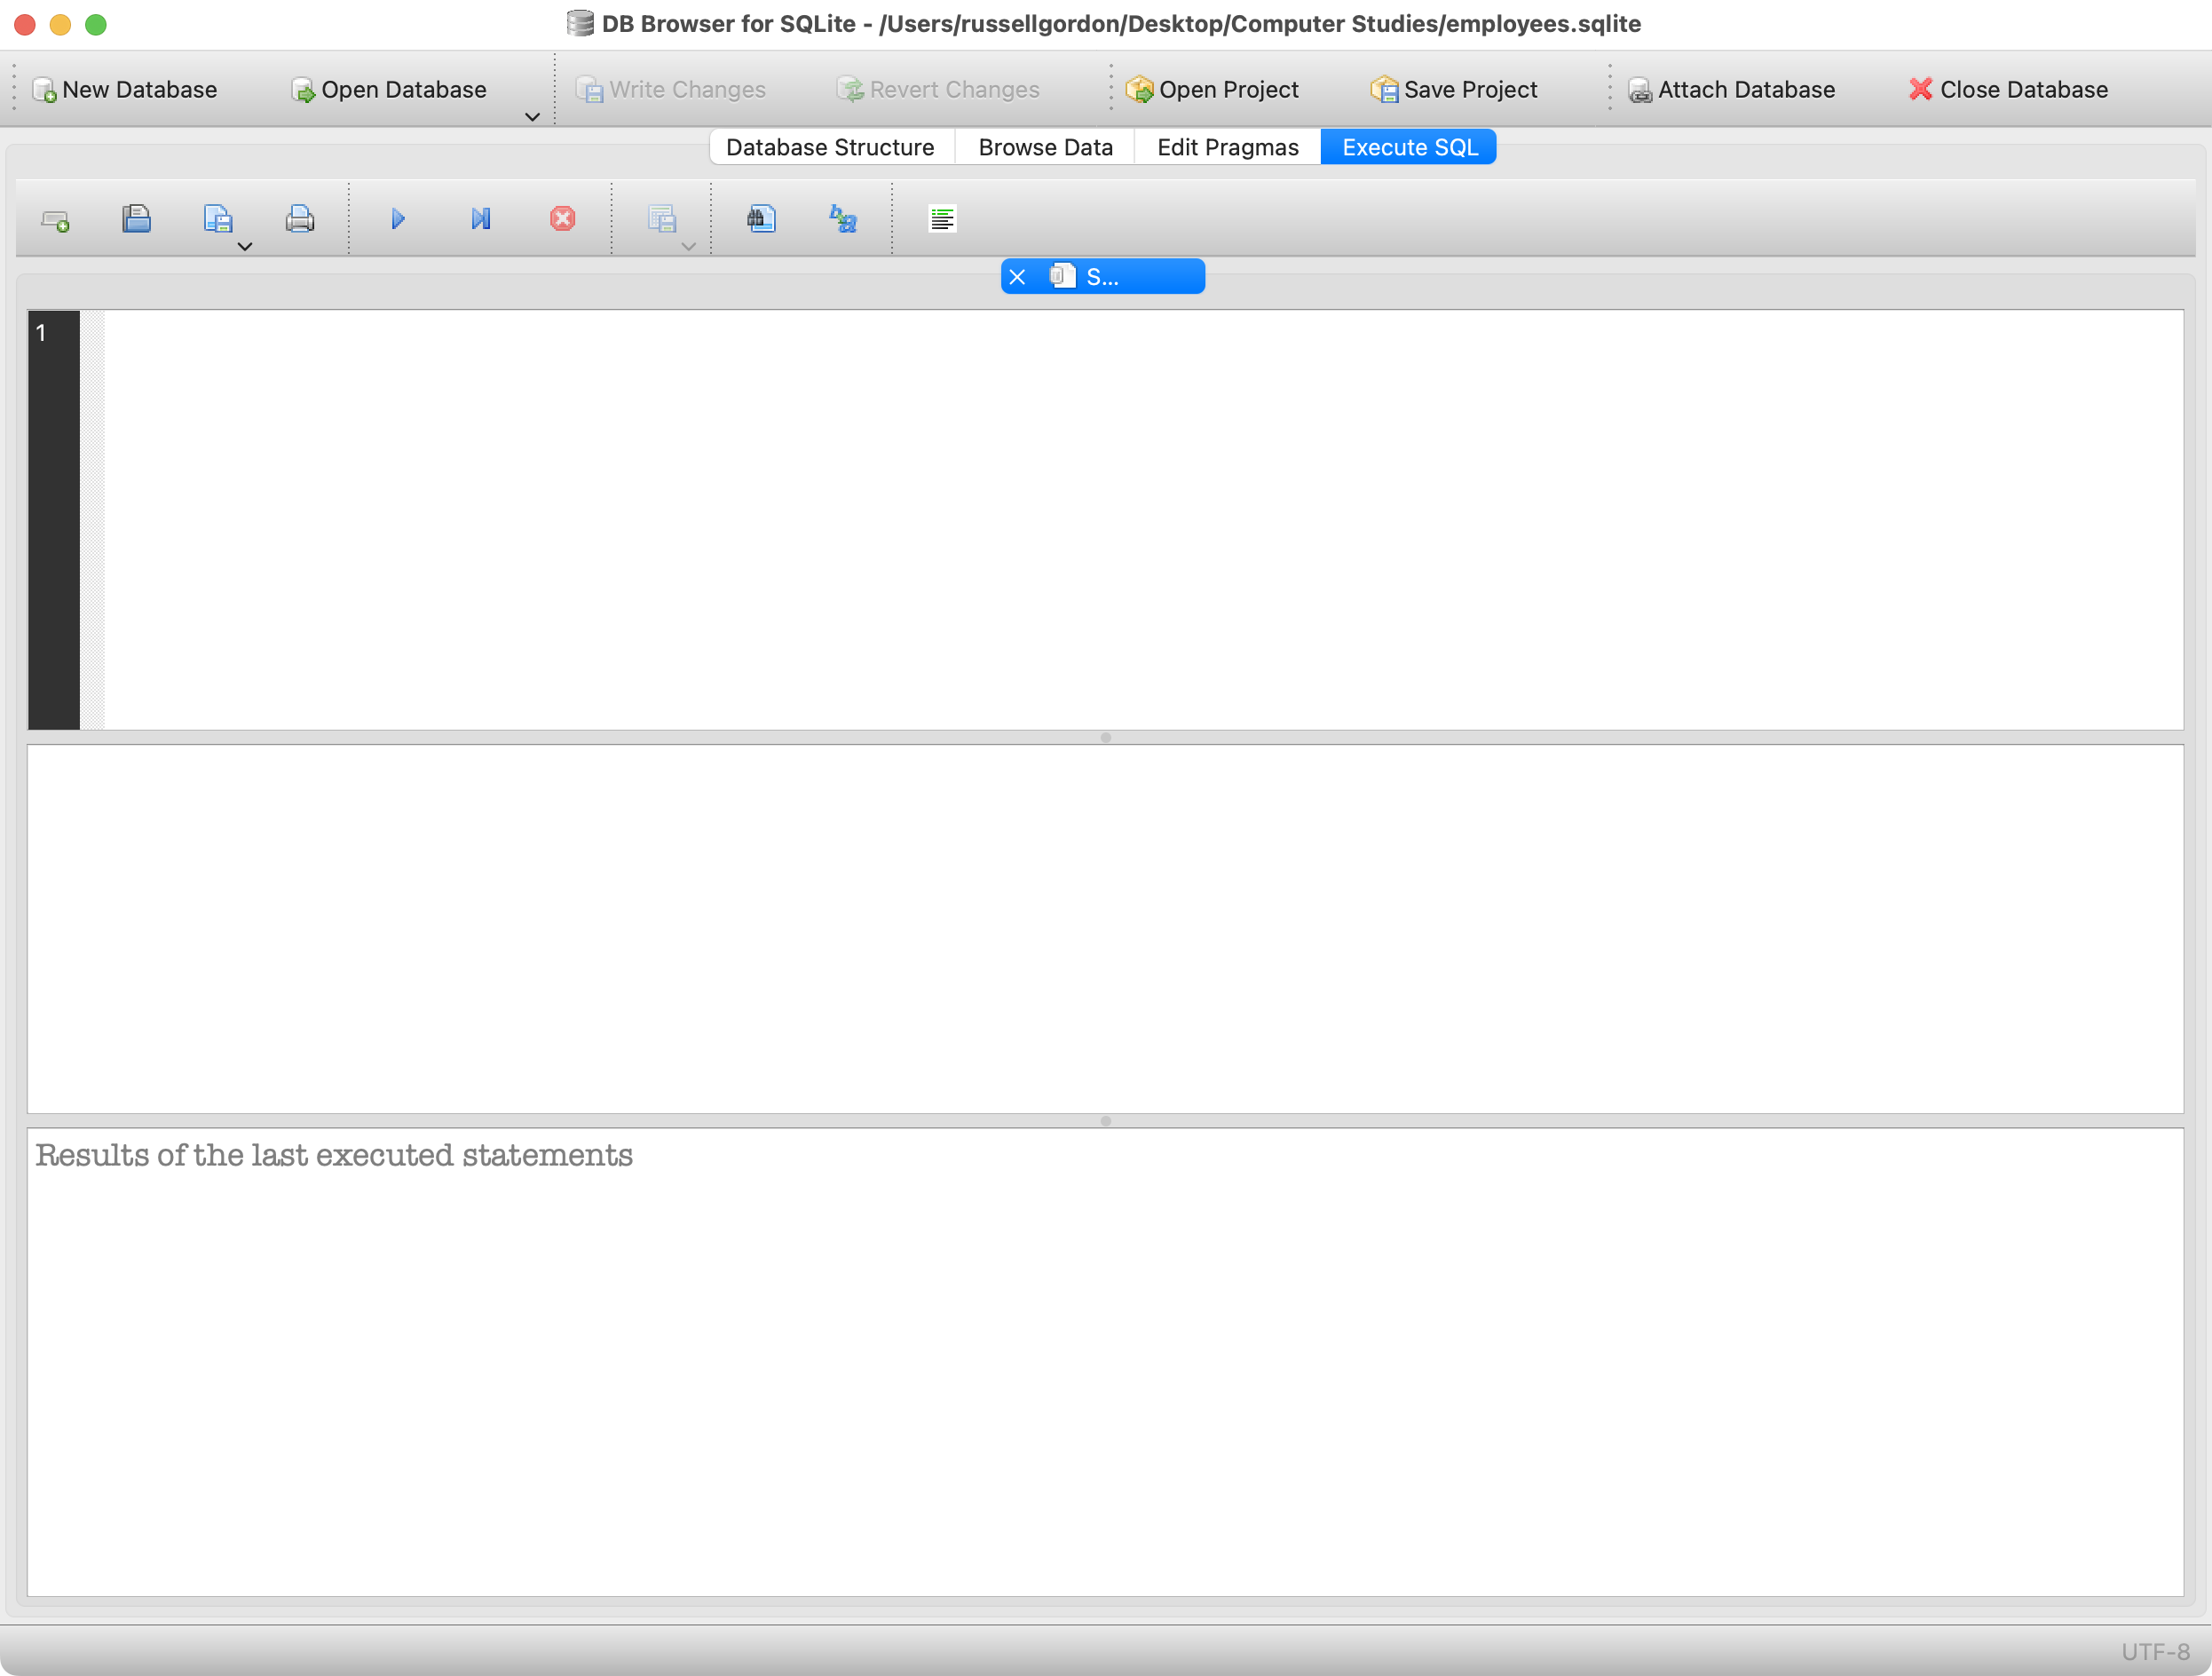 DB Browser for SQLite - /Users/russellgordon/Desktop/Computer Studies/employees.sqlite
New Database Open Database Write Changes Revert Changes Open Project Save Project Attach Database Close Database
Database Structure Browse Data Edit Pragmas Execute SQL
S...
1
Results of the last executed statements
UTF-8